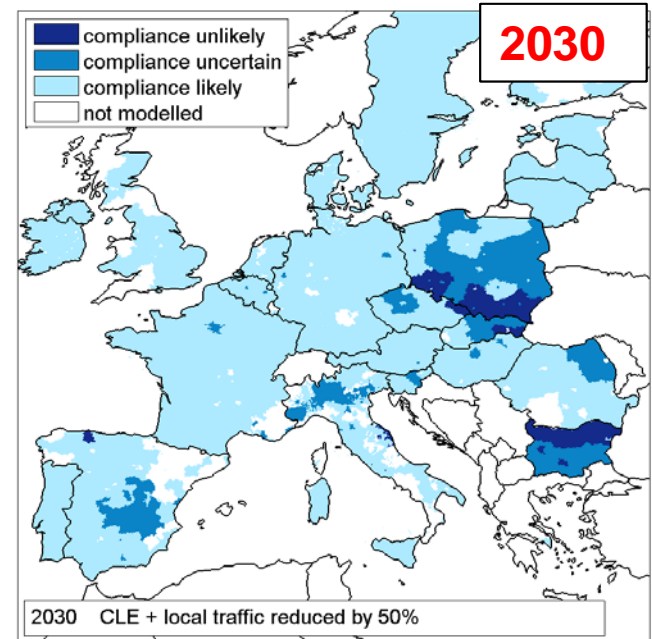 2030
compliance unlikely
compliance uncertain
compliance likely
not modelled
2030 CLE + local traffic reduced by 50%